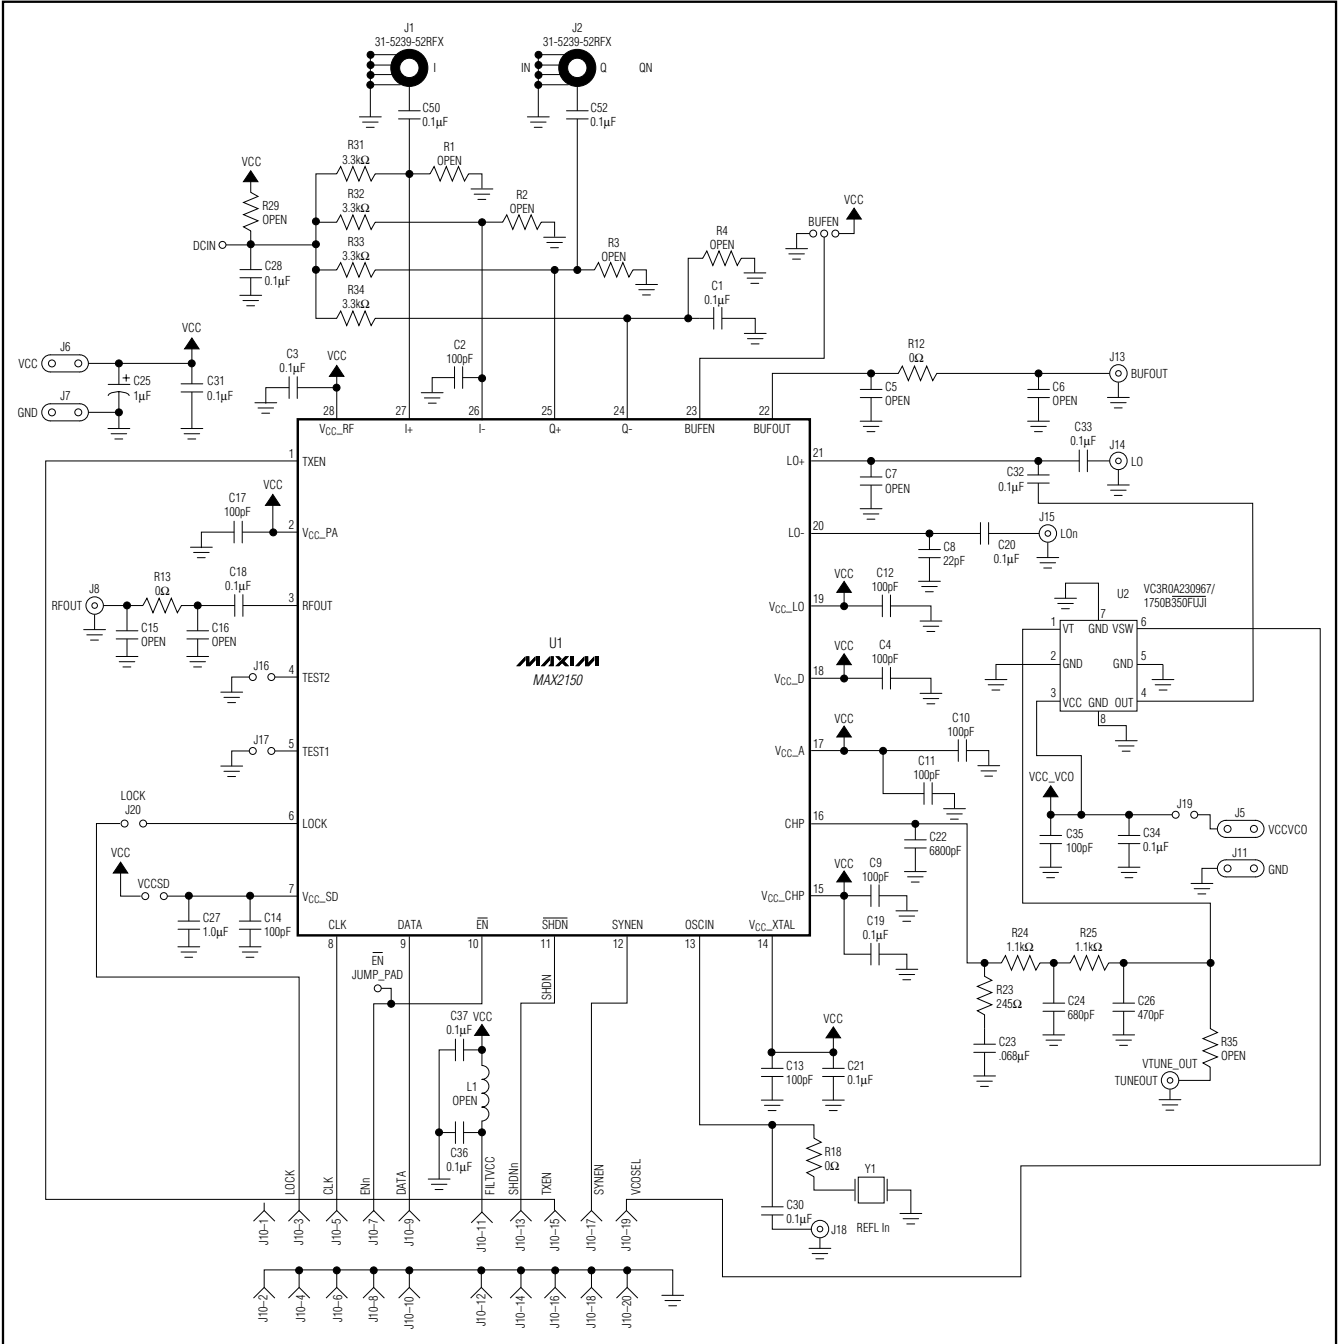 J1
31-5239-52RFX
I
J2
31-5239-52RFX
IN
Q
QN
C50
0.1µF
C52
0.1µF
R31
3.3kΩ
R1
OPEN
VCC
R29
OPEN
R32
3.3kΩ
R2
OPEN
DCIN
R33
3.3kΩ
R3
OPEN
R4
OPEN
BUFEN
VCC
C28
0.1µF
R34
3.3kΩ
C1
0.1µF
J6
VCC
VCC
C25
+
1µF
C31
0.1µF
J7
GND
C3
0.1µF
VCC
C2
100pF
R12
0Ω
J13
BUFOUT
C5
OPEN
C6
OPEN
28
27
26
25
24
23
22
VCC_RF
I+
I-
Q+
Q-
BUFEN
BUFOUT
1
TXEN
LO+
21
C7
OPEN
C33
0.1µF
J14
LO
C32
0.1µF
C17
100pF
VCC
2
VCC_PA
LO-
20
C8
22pF
C20
0.1µF
J15
LOn
J8
RFOUT
R13
0Ω
C18
0.1µF
C15
OPEN
C16
OPEN
3
RFOUT
VCC_LO
19
VCC
C12
100pF
U2
VC3R0A230967/
1750B350FUJI
1
VT
GND
7
VSW
6
2
GND
GND
5
3
VCC
GND
8
OUT
4
U1
MAXIM
MAX2150
J16
4
TEST2
VCC_D
18
VCC
C4
100pF
J17
5
TEST1
VCC_A
17
VCC
C10
100pF
C11
100pF
VCC_VCO
LOCK
J20
6
LOCK
CHP
16
C22
6800pF
C35
100pF
C34
0.1µF
J19
J5
VCCVCO
J11
GND
VCC
VCCSD
7
VCC_SD
VCC_CHP
15
VCC
C9
100pF
C19
0.1µF
C27
1.0µF
C14
100pF
CLK
DATA
EN
SHDN
SYNEN
OSCIN
VCC_XTAL
8
9
10
11
12
13
14
EN
JUMP_PAD
SHDN
R24
1.1kΩ
R25
1.1kΩ
R23
245Ω
C24
680pF
C26
470pF
C23
.068µF
R35
OPEN
VTUNE_OUT
TUNEOUT
C37
0.1µF
VCC
L1
OPEN
C36
0.1µF
VCC
C13
100pF
C21
0.1µF
R18
0Ω
Y1
C30
0.1µF
J18
REFL In
LOCK
CLK
ENn
DATA
FILTVCC
SHDNn
TXEN
SYNEN
VCOSEL
J10–1
J10–3
J10–5
J10–7
J10–9
J10–11
J10–13
J10–15
J10–17
J10–19
J10–2
J10–4
J10–6
J10–8
J10–10
J10–12
J10–14
J10–16
J10–18
J10–20